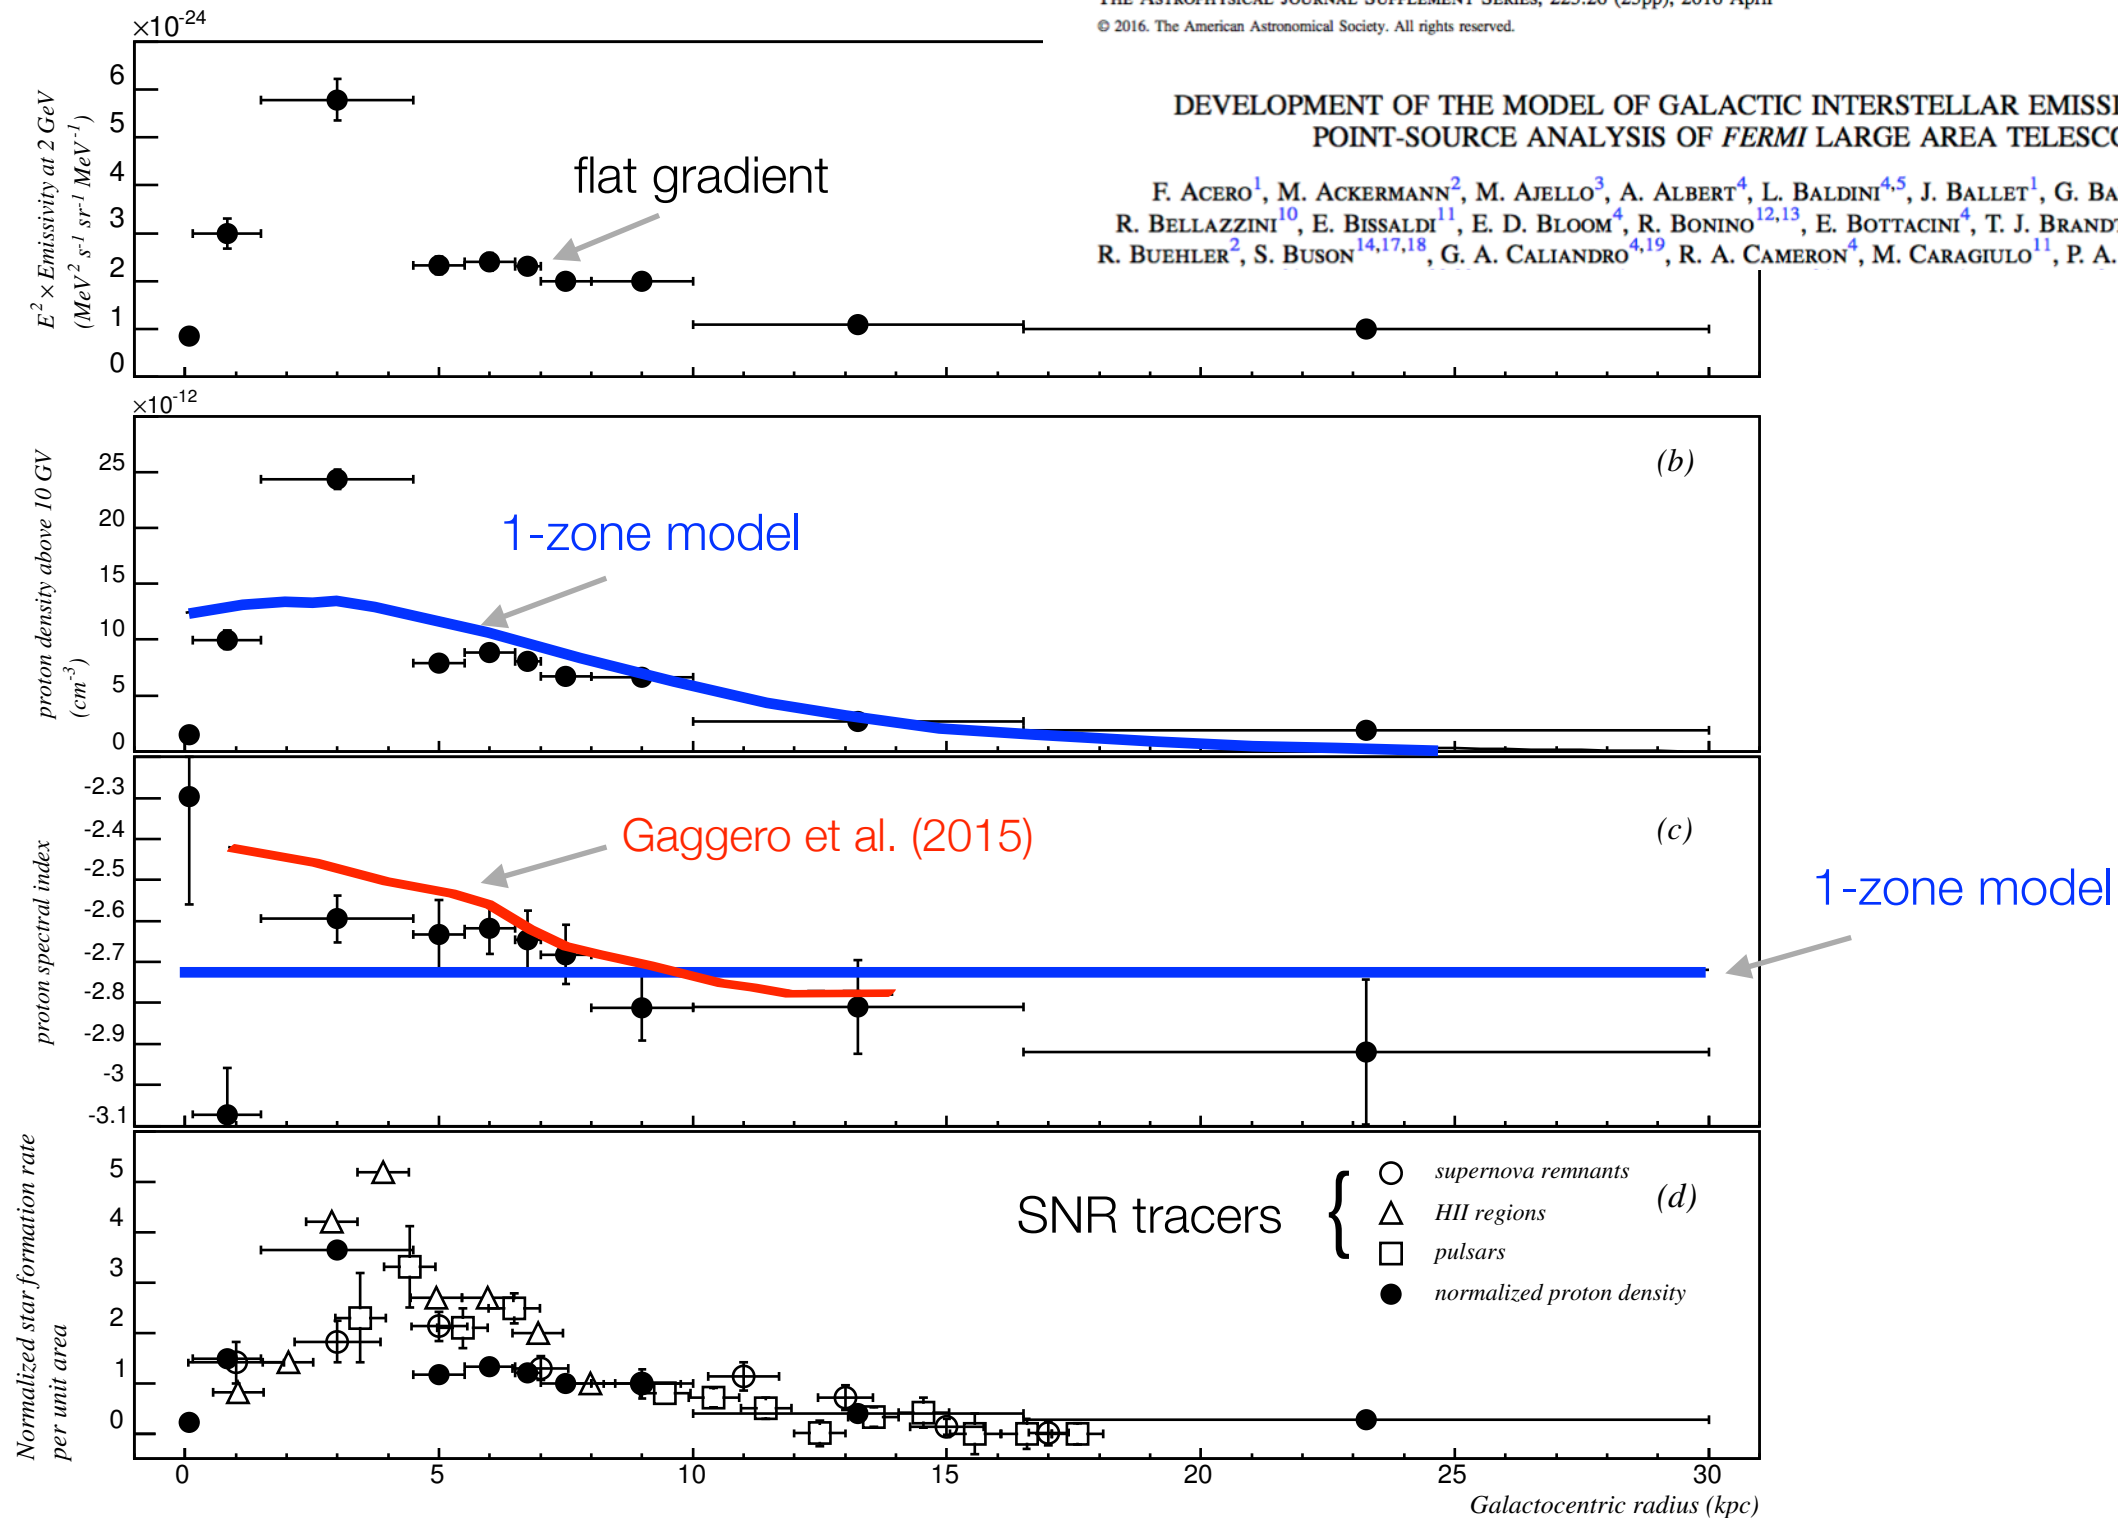 THE ASTROPHYSICAL JOURNAL SUPPLEMENT SERIES,
© 2016. The American Astronomical Society. All rights reserved.
DEVELOPMENT OF THE MODEL OF GALACTIC INTERSTELLAR EMISSI
POINT-SOURCE ANALYSIS OF FERMI LARGE AREA TELESC
F. ACERO1, M. ACKERMANN2, M. AJELLO3, A. ALBERT4, L. BALDINI4,5, J. BALLET1, G. BA
R. BELLAZZINI10, E. BISSALDI11, E. D. BLOOM4, R. BONINO12,13, E. BOTTACINI4, T. J. BRANDT
R. BUEHLER2, S. BUSON14,17,18, G. A. CALIANDRO4,19, R. A. CAMERON4, M. CARAGIULO11, P. A.
×10-24
E2 × Emissivity at 2 GeV
(MeV2 s-1 sr-1 MeV-1)
6
5
4
3
2
1
0
flat gradient
×10-12
proton density above 10 GV
(cm-3)
25
20
15
10
5
0
(b)
1-zone model
proton spectral index
-2.3
-2.4
-2.5
-2.6
-2.7
-2.8
-2.9
-3
-3.1
(c)
Gaggero et al. (2015)
1-zone model
Normalized star formation rate
per unit area
5
4
3
2
1
0
SNR tracers
{
supernova remnants
HII regions
pulsars
normalized proton density
(d)
0 5 10 15 20 25 30
Galactocentric radius (kpc)